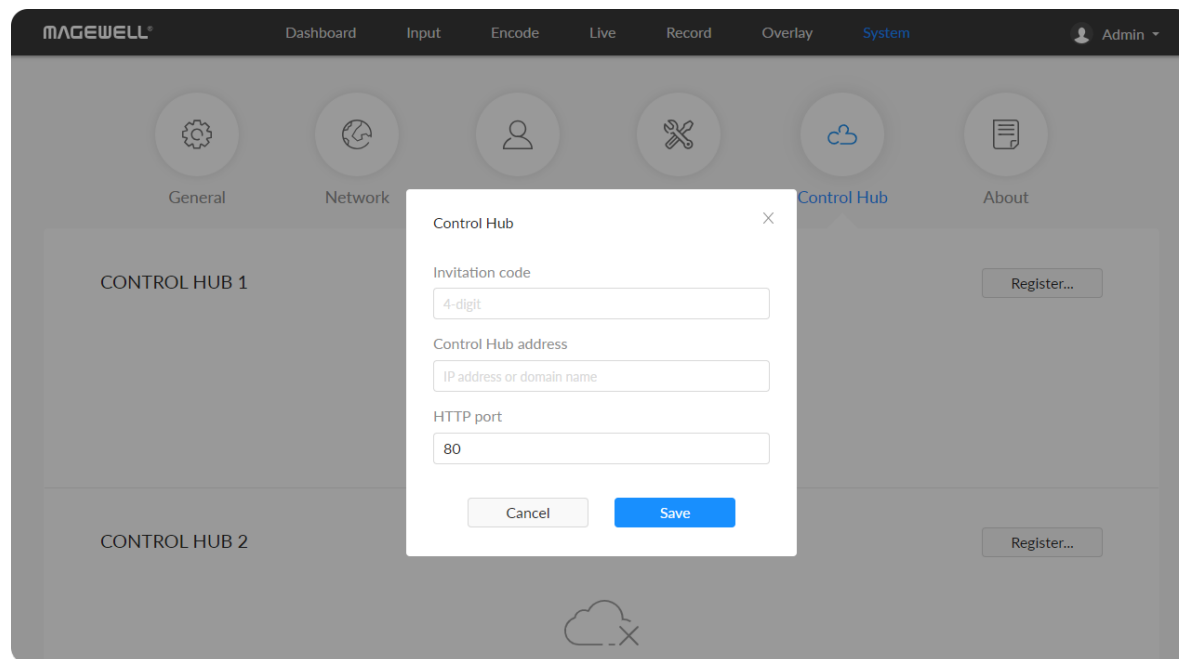 MAGEWELL®
Dashboard Input Encode Live Record Overlay System Admin
General Network Control Hub About
Control Hub
Invitation code
4-digit
Control Hub address
IP address or domain name
HTTP port
80
Cancel Save
CONTROL HUB 1 Register...
CONTROL HUB 2 Register...